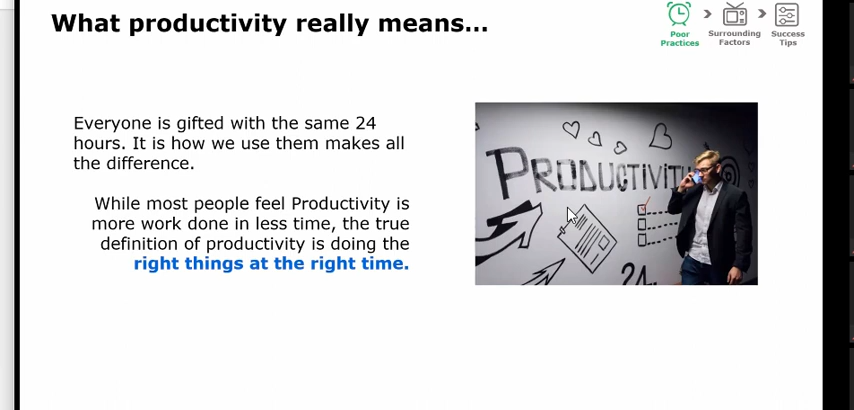 What productivity really means...
Poor
Practices
Surrounding
Factors
Success
Tips
Everyone is gifted with the same 24
hours. It is how we use them makes all
the difference.
While most people feel Productivity is
more work done in less time, the true
definition of productivity is doing the
right things at the right time.
PRODUCTIVITY
24